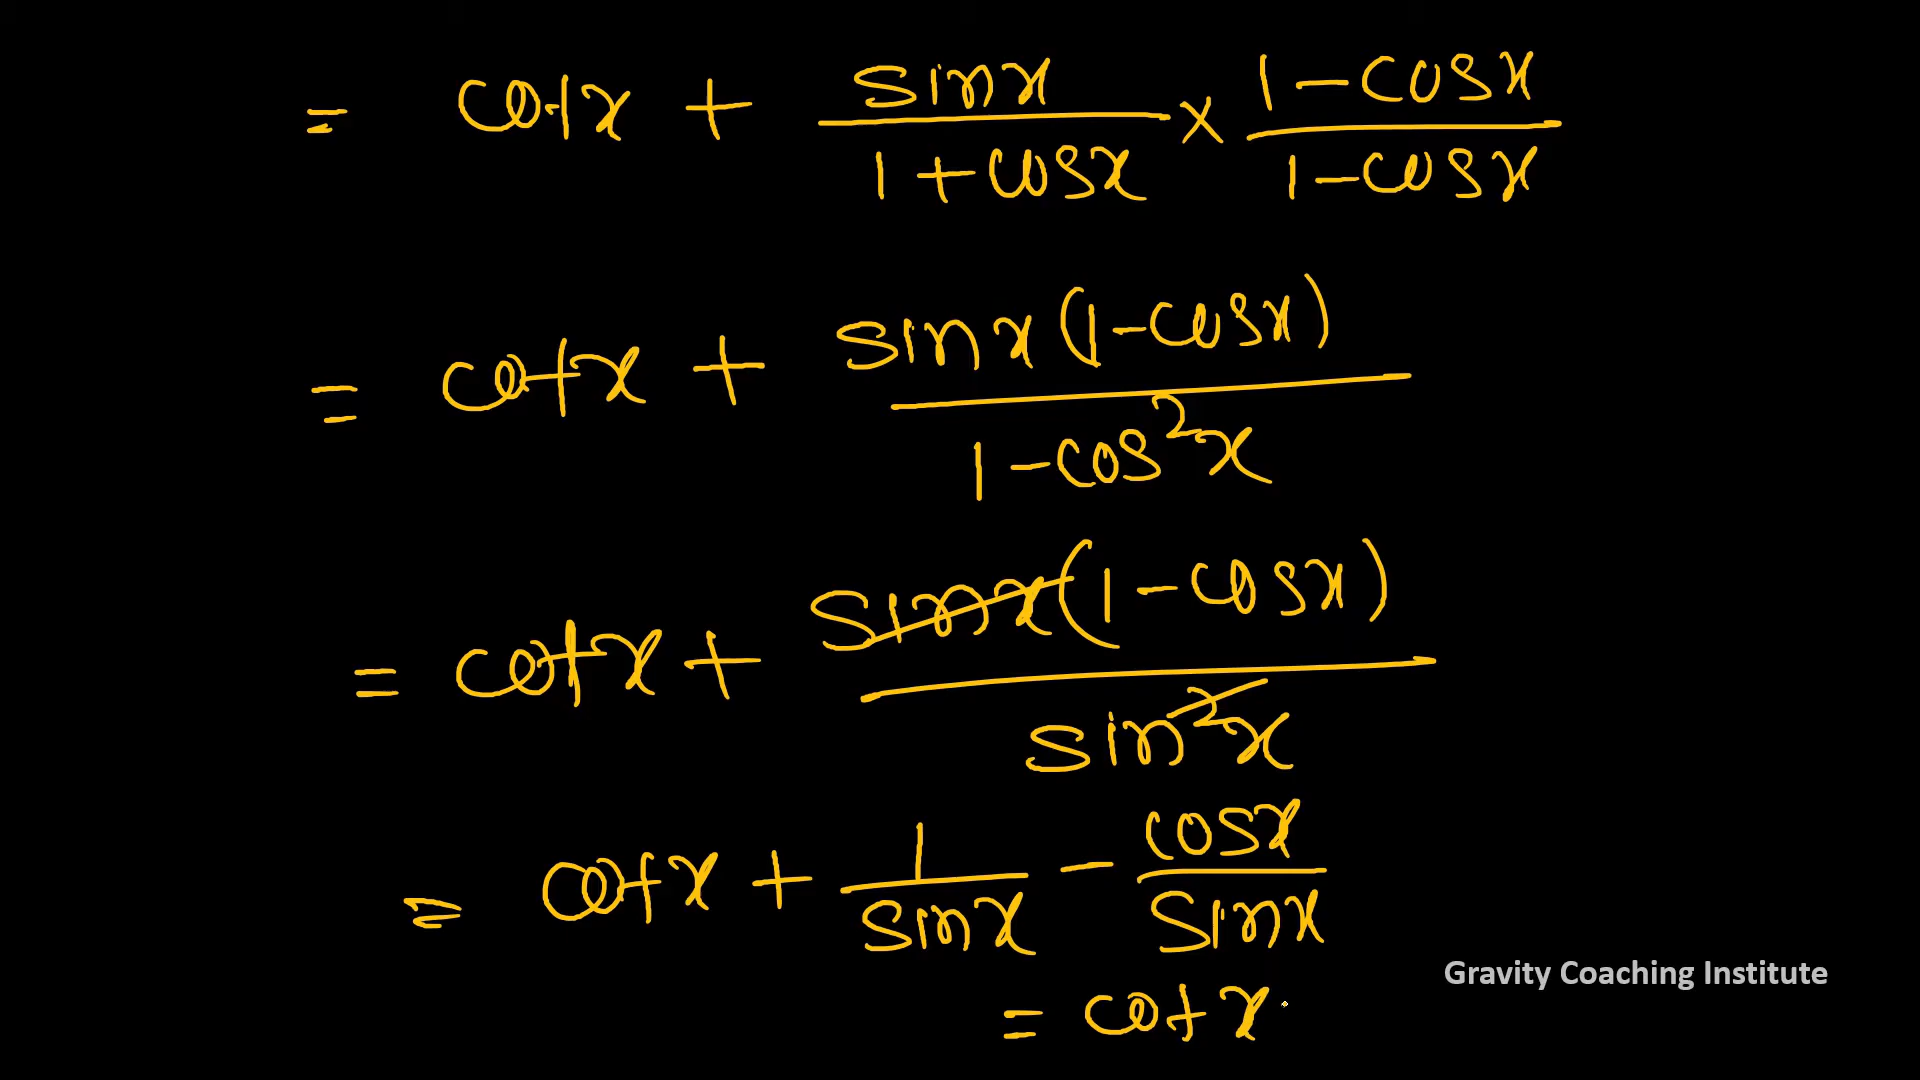 = cotx + sinx / 1+cosx × 1-cosx / 1-cosx
= cotx + sinx(1-cosx) / 1-cos²x
= cotx + sinx(1-cosx) / sin²x
= cotx + 1 / sinx - cosx / sinx
Gravity Coaching Institute
= cotx